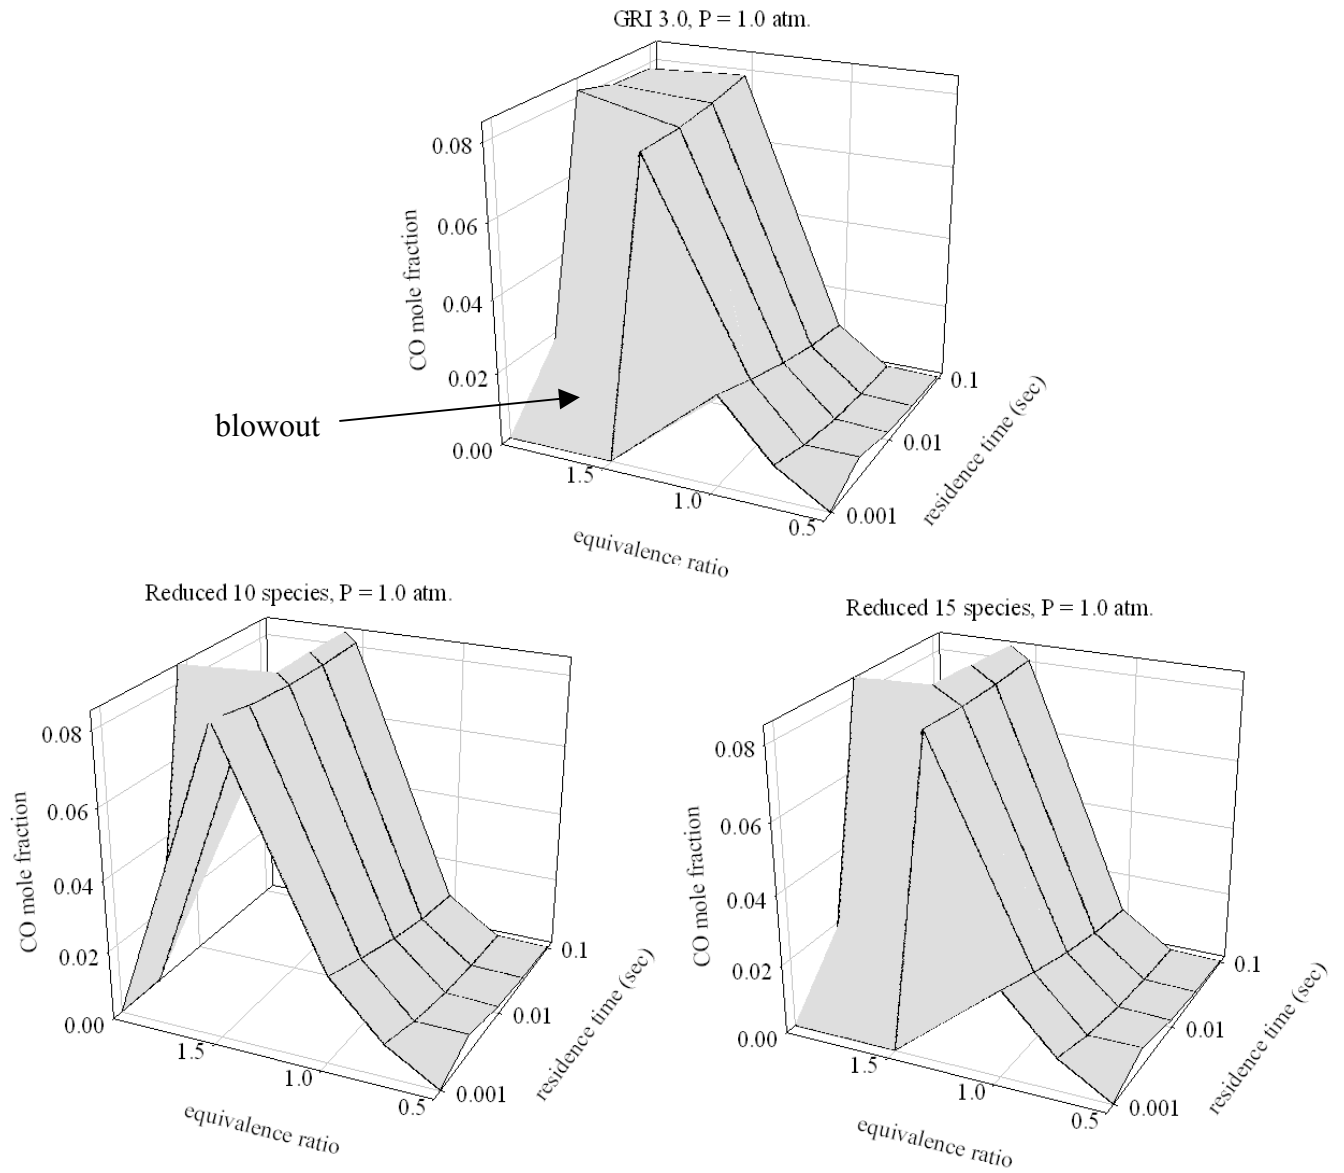 GRI 3.0, P = 1.0 atm.
0.08
0.06
0.04
0.02
0.00
CO mole fraction
blowout
1.5
1.0
0.5
equivalence ratio
0.001
0.01
0.1
residence time (sec)
Reduced 10 species, P = 1.0 atm.
0.08
0.06
0.04
0.02
0.00
CO mole fraction
1.5
1.0
0.5
equivalence ratio
0.001
0.01
0.1
residence time (sec)
Reduced 15 species, P = 1.0 atm.
0.08
0.06
0.04
0.02
0.00
CO mole fraction
1.5
1.0
0.5
equivalence ratio
0.001
0.01
0.1
residence time (sec)